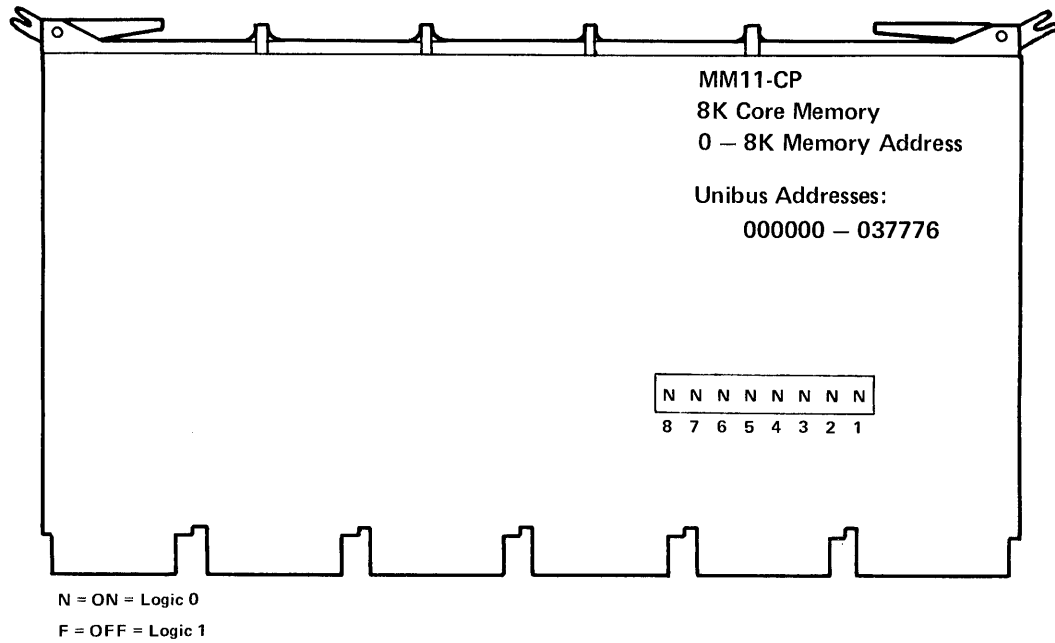 MM11-CP
8K Core Memory
0 – 8K Memory Address
Unibus Addresses:
000000 – 037776
N N N N N N N N
8 7 6 5 4 3 2 1
N = ON = Logic 0
F = OFF = Logic 1